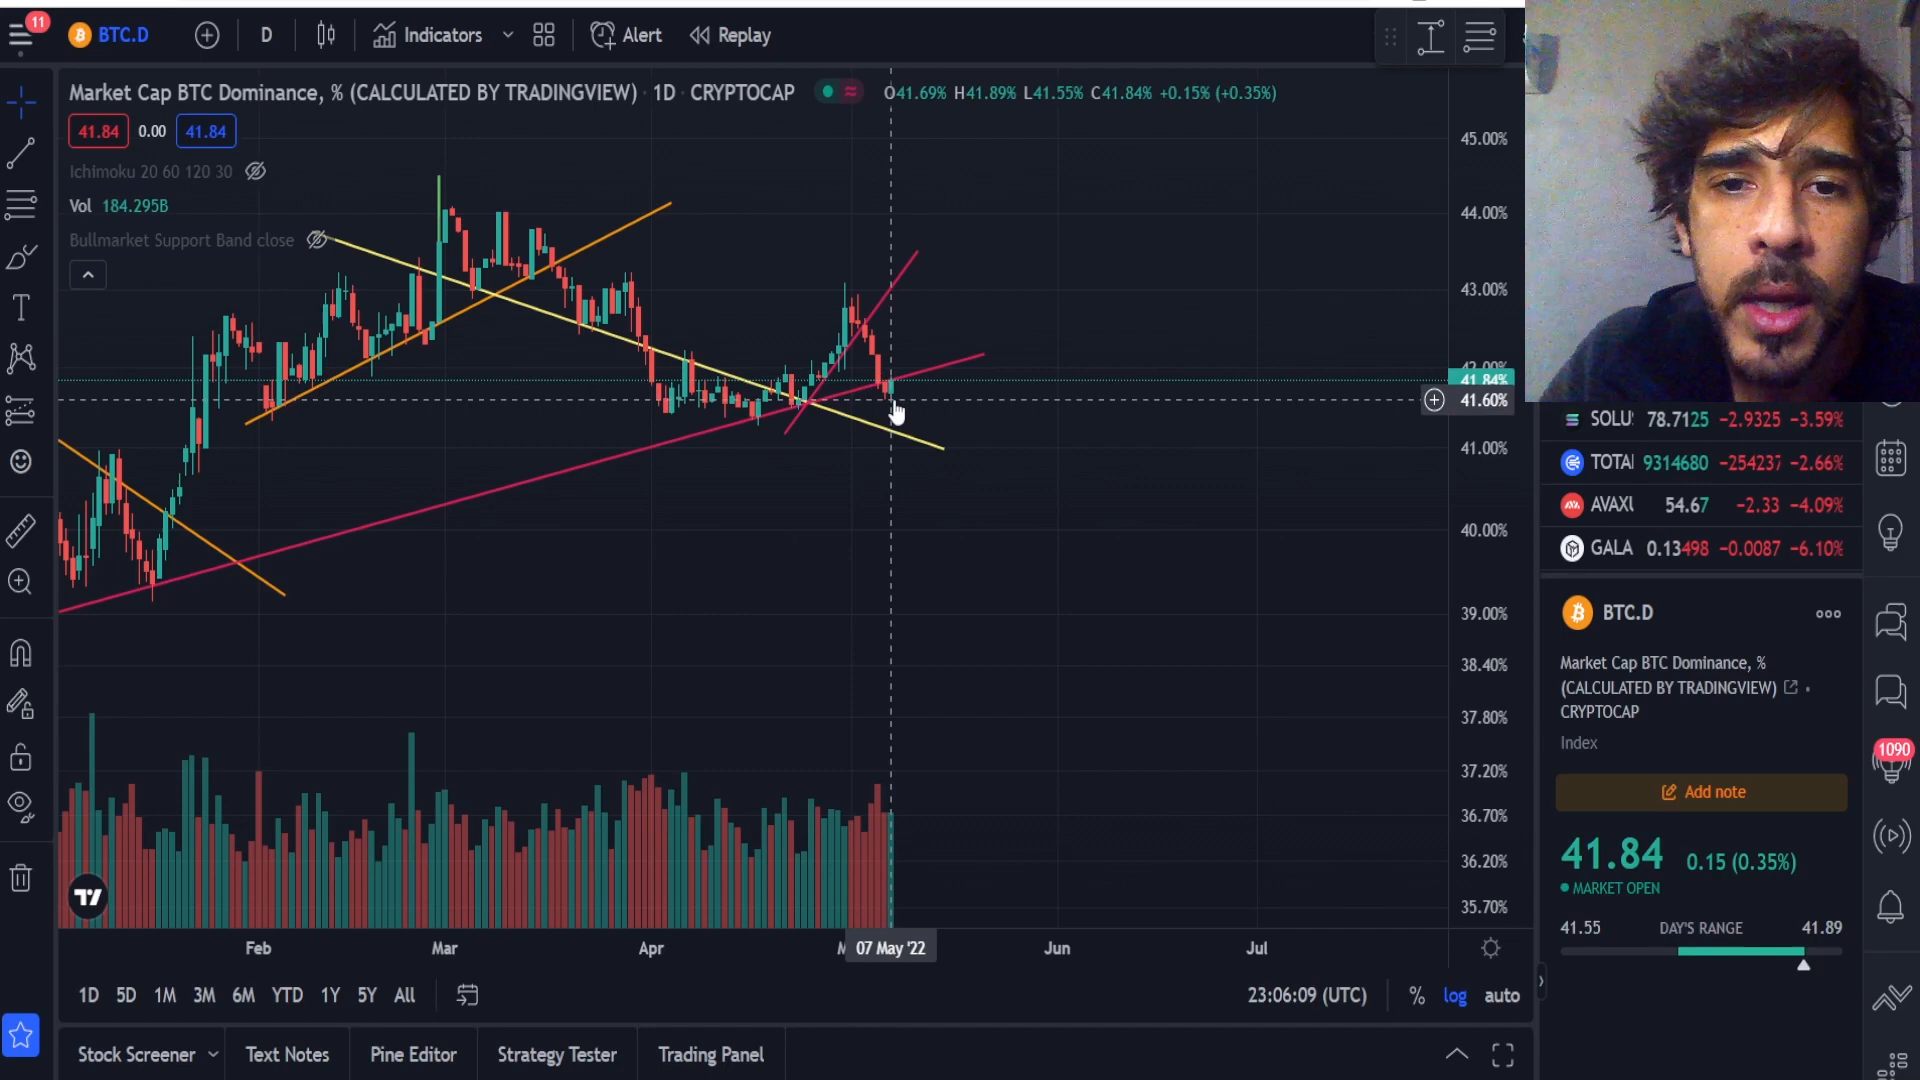 11
BTC.D
D
Indicators
Alert
Replay
Market Cap BTC Dominance, % (CALCULATED BY TRADINGVIEW) · 1D · CRYPTOCAP
O41.69% H41.89% L41.55% C41.84% +0.15% (+0.35%)
41.84 0.00 41.84
Ichimoku 20 60 120 30
Vol 184.295B
Bullmarket Support Band close
45.00%
44.00%
43.00%
42.00%
41.84%
41.60%
41.00%
40.00%
39.00%
38.40%
37.80%
37.20%
36.70%
36.20%
35.70%
Feb Mar Apr 07 May '22 Jun Jul
1D 5D 1M 3M 6M YTD 1Y 5Y All
23:06:09 (UTC) % log auto
Stock Screener Text Notes Pine Editor Strategy Tester Trading Panel
SOLU 78.7125 −2.9325 −3.59%
TOTAL 9314680 −254237 −2.66%
AVAXU 54.67 −2.33 −4.09%
GALA 0.13498 −0.0087 −6.10%
BTC.D
Market Cap BTC Dominance, %
(CALCULATED BY TRADINGVIEW) ·
CRYPTOCAP
Index
Add note
41.84 0.15 (0.35%)
MARKET OPEN
41.55 DAY'S RANGE 41.89
1090